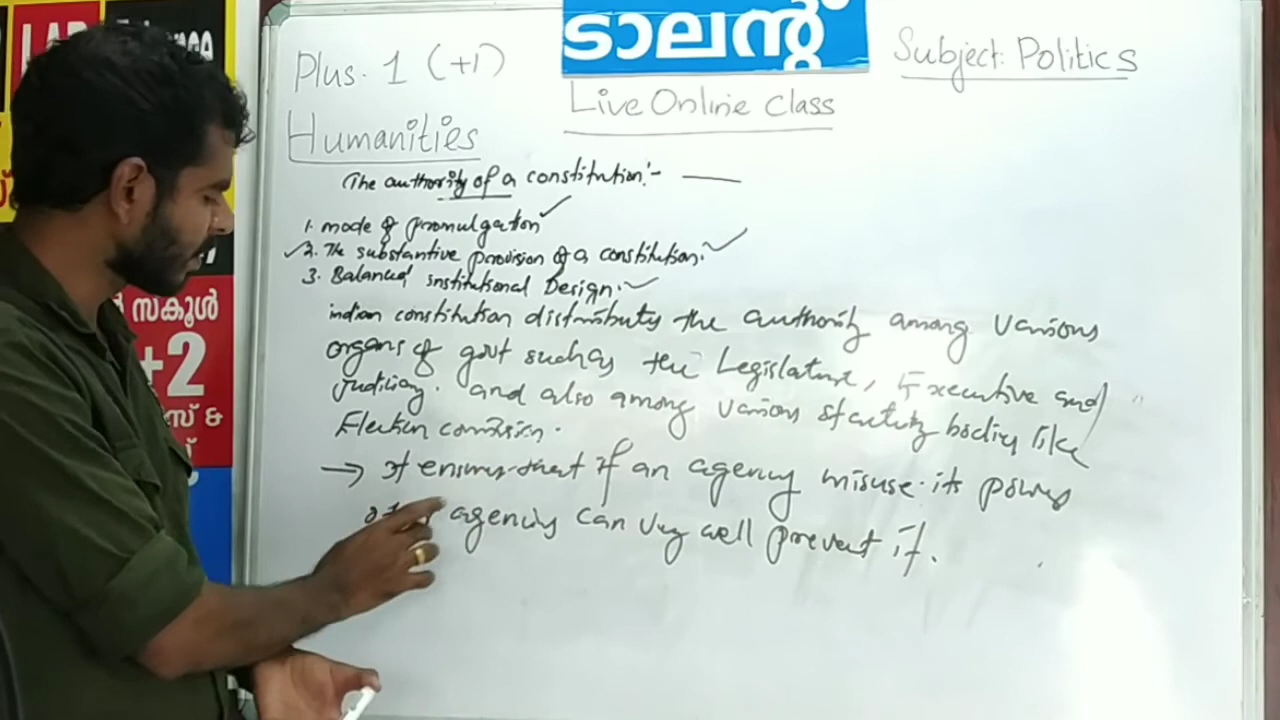 ടാലന്റ്
Plus. 1 (+1)
Subject: Politics
Live Online Class
Humanities
The authority of a constitution:-
1. mode of promulgation
2. The substantive provision of a constitution.
3. Balanced institutional Design.
indian constitution distributes the authority among various
organs of govt such as the Legislature, Executive and
Judiciary. and also among various statutory bodies like
Election commission.
→ It ensures that if an agency misuse its powers
agencies can very well prevent it.
സ്കൂൾ
+2